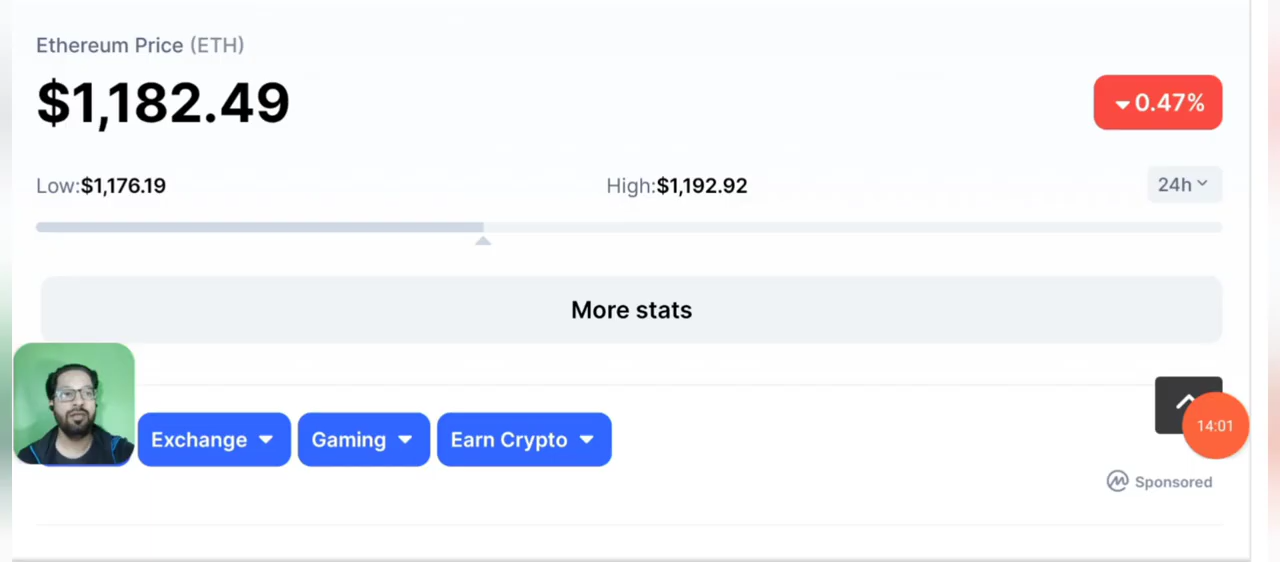 Ethereum Price (ETH)
$1,182.49
0.47%
Low:$1,176.19 High:$1,192.92 24h
More stats
Exchange Gaming Earn Crypto
14:01
Sponsored